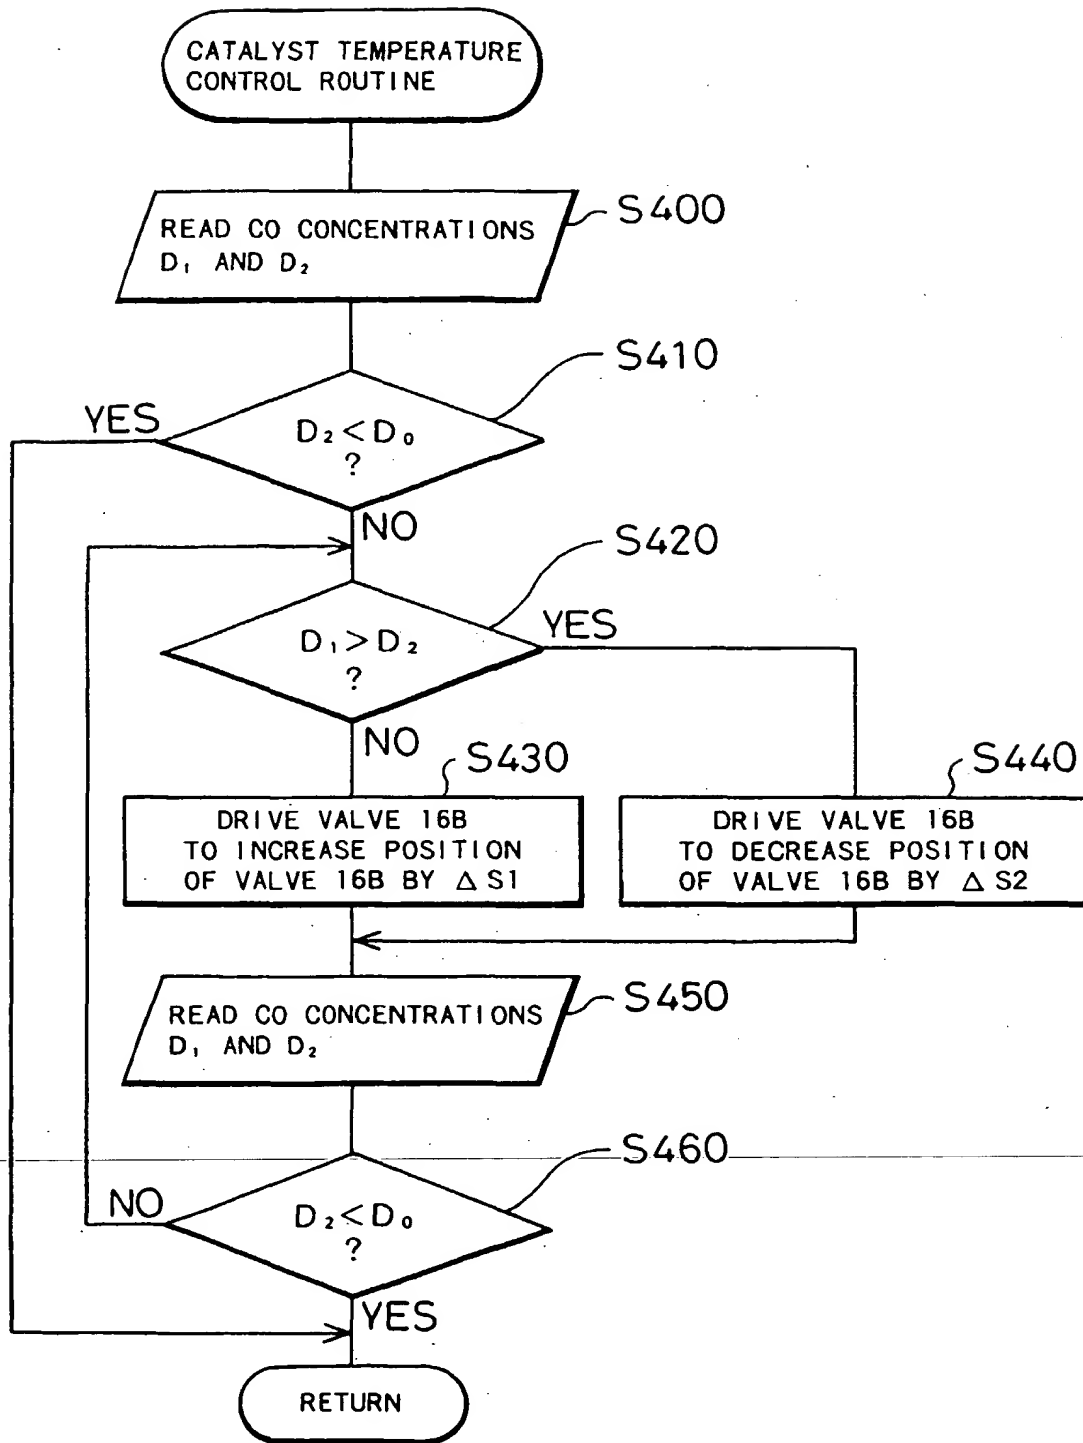 CATALYST TEMPERATURE
CONTROL ROUTINE
READ CO CONCENTRATIONS
D₁ AND D₂
S400
S410
YES
D₂<D₀
?
NO
S420
YES
D₁>D₂
?
NO
S430
DRIVE VALVE 16B
TO INCREASE POSITION
OF VALVE 16B BY △ S1
S440
DRIVE VALVE 16B
TO DECREASE POSITION
OF VALVE 16B BY △ S2
READ CO CONCENTRATIONS
D₁ AND D₂
S450
S460
NO
D₂<D₀
?
YES
RETURN